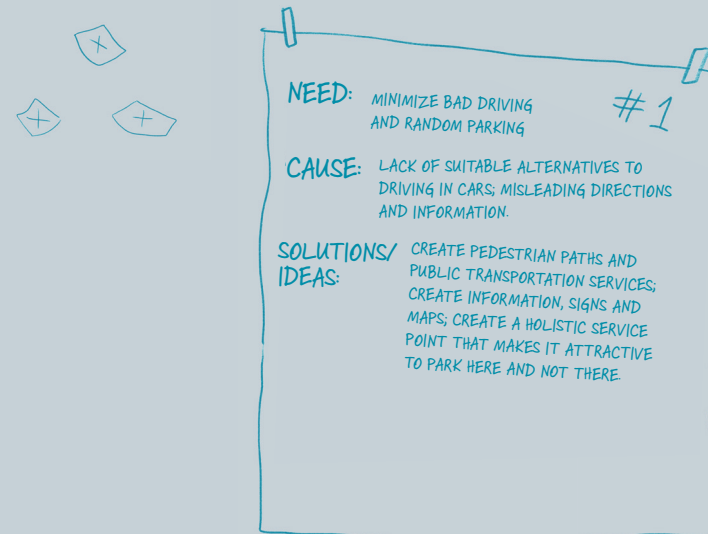 #1
NEED: MINIMIZE BAD DRIVING
AND RANDOM PARKING
CAUSE: LACK OF SUITABLE ALTERNATIVES TO
DRIVING IN CARS; MISLEADING DIRECTIONS
AND INFORMATION.
SOLUTIONS/
IDEAS:
CREATE PEDESTRIAN PATHS AND
PUBLIC TRANSPORTATION SERVICES;
CREATE INFORMATION, SIGNS AND
MAPS; CREATE A HOLISTIC SERVICE
POINT THAT MAKES IT ATTRACTIVE
TO PARK HERE AND NOT THERE.